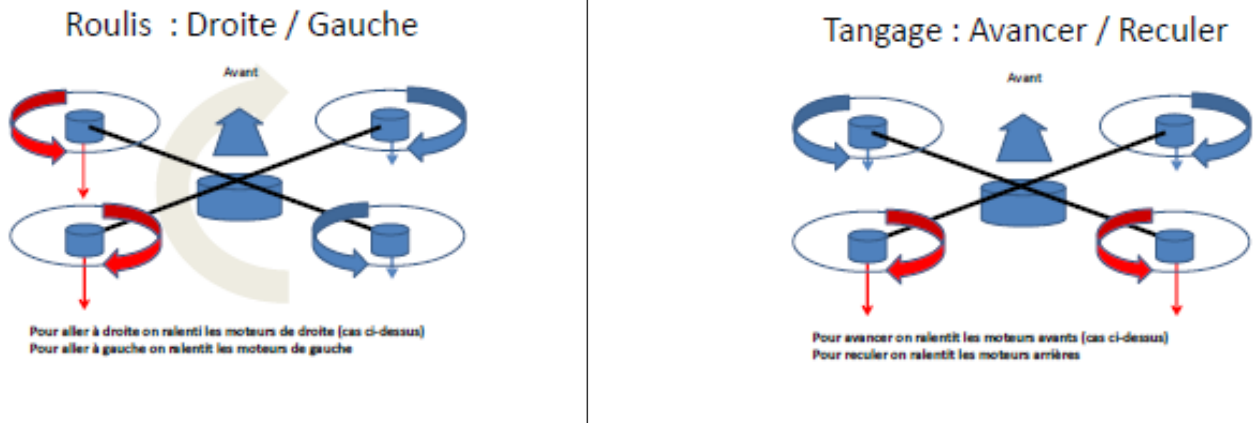 Roulis : Droite / Gauche
Avant
Pour aller à droite on ralenti les moteurs de droite (cas ci-dessus)
Pour aller à gauche on ralentit les moteurs de gauche
Tangage : Avancer / Reculer
Avant
Pour avancer on ralentit les moteurs avants (cas ci-dessus)
Pour reculer on ralentit les moteurs arrières